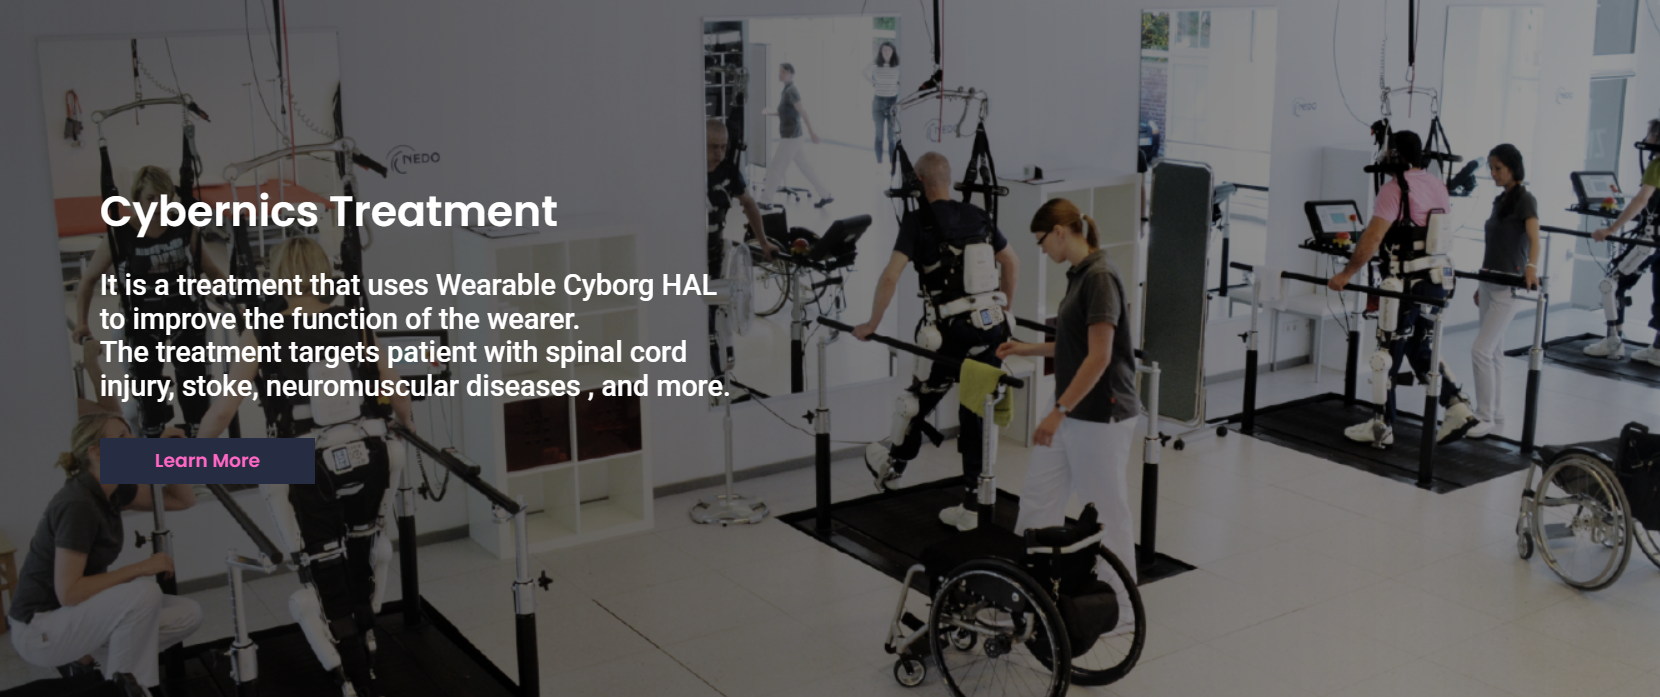 NEDO
NEDO
Cybernics Treatment
It is a treatment that uses Wearable Cyborg HAL
to improve the function of the wearer.
The treatment targets patient with spinal cord
injury, stoke, neuromuscular diseases , and more.
Learn More